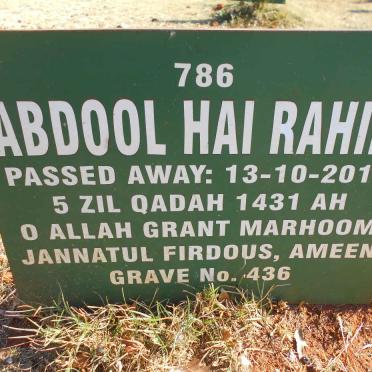 786
ABDOOL HAI RAHI
PASSED AWAY: 13-10-201
5 ZIL QADAH 1431 AH
O ALLAH GRANT MARHOOM
JANNATUL FIRDOUS, AMEEN
GRAVE No. 436